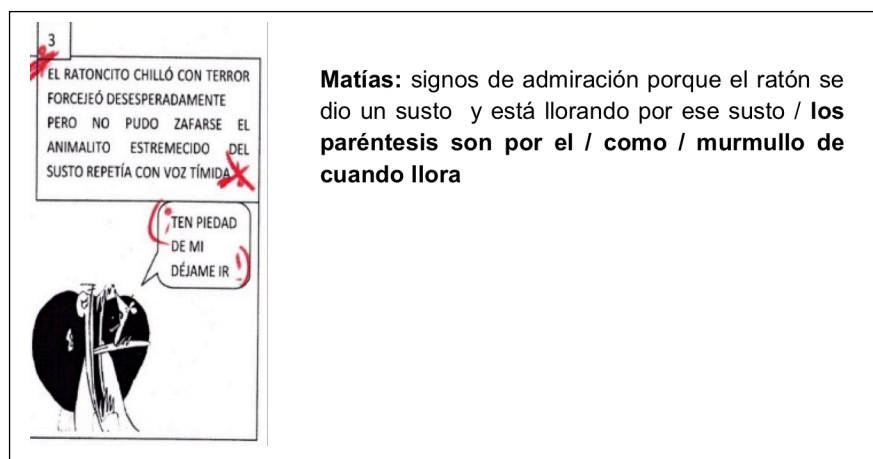 3
EL RATONCITO CHILLÓ CON TERROR
FORCEJEÓ DESESPERADAMENTE
PERO NO PUDO ZAFARSE EL
ANIMALITO ESTREMECIDO DEL
SUSTO REPETÍA CON VOZ TÍMIDA
(¡TEN PIEDAD
DE MI
DÉJAME IR !)
Matías: signos de admiración porque el ratón se
dio un susto y está llorando por ese susto / los
paréntesis son por el / como / murmullo de
cuando llora